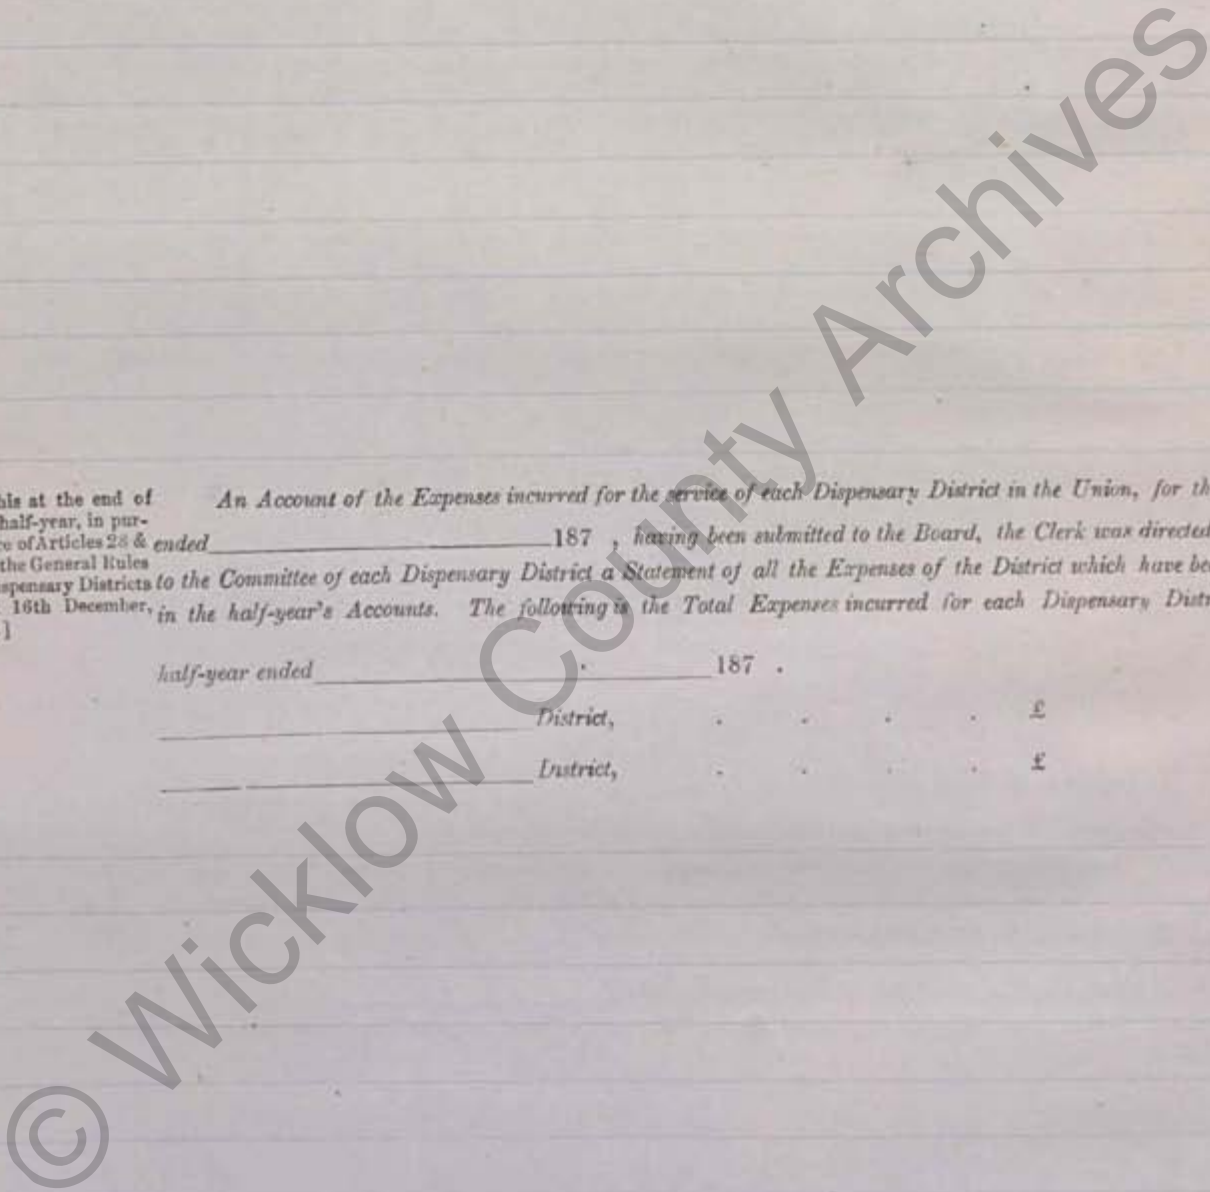 his at the end of
half-year, in pur-
e of Articles 28 &
the General Rules
spensary Districts
16th December,
]
An Account of the Expenses incurred for the service of each Dispensary District in the Union, for th
ended 187 , having been submitted to the Board, the Clerk was directed
to the Committee of each Dispensary District a Statement of all the Expenses of the District which have be
in the half-year's Accounts. The following is the Total Expenses incurred for each Dispensary Distr
half-year ended 187 .
District, . . . . £
District, . . . . £
© Wicklow County Archives